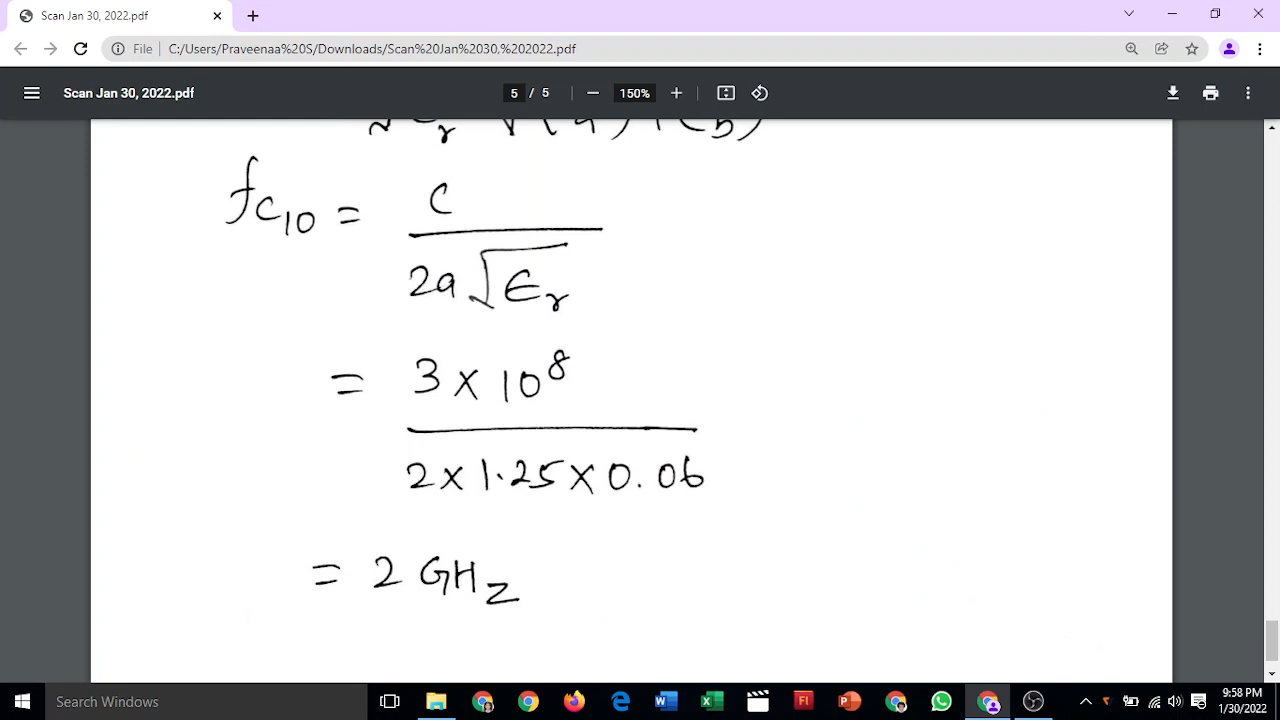 Scan Jan 30, 2022.pdf
File C:/Users/Praveenaa%20S/Downloads/Scan%20Jan%2030,%202022.pdf
Scan Jan 30, 2022.pdf 5 / 5 150%
fc10 = C
2a√εr
= 3 × 10^8
2 × 1.25 × 0.06
= 2 GHz
Search Windows
9:38 PM
1/30/2022